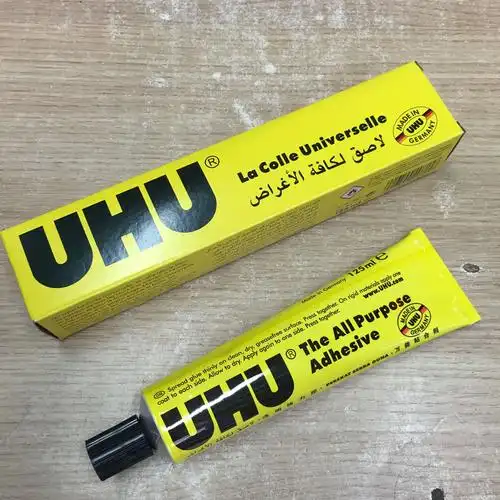 UHU®
La Colle Universelle
لاصق لكافة الأغراض
MADE IN
UHU
GERMANY
Made in Germany
125ml e
Spread glue thinly on clean, dry, greasefree surface. Press together. On rigid materials apply one
coat to each side. Allow to dry. Apply again to one side. Press together.
www.UHU.com
UHU®
The All Purpose
Adhesive
MADE IN
UHU
GERMANY